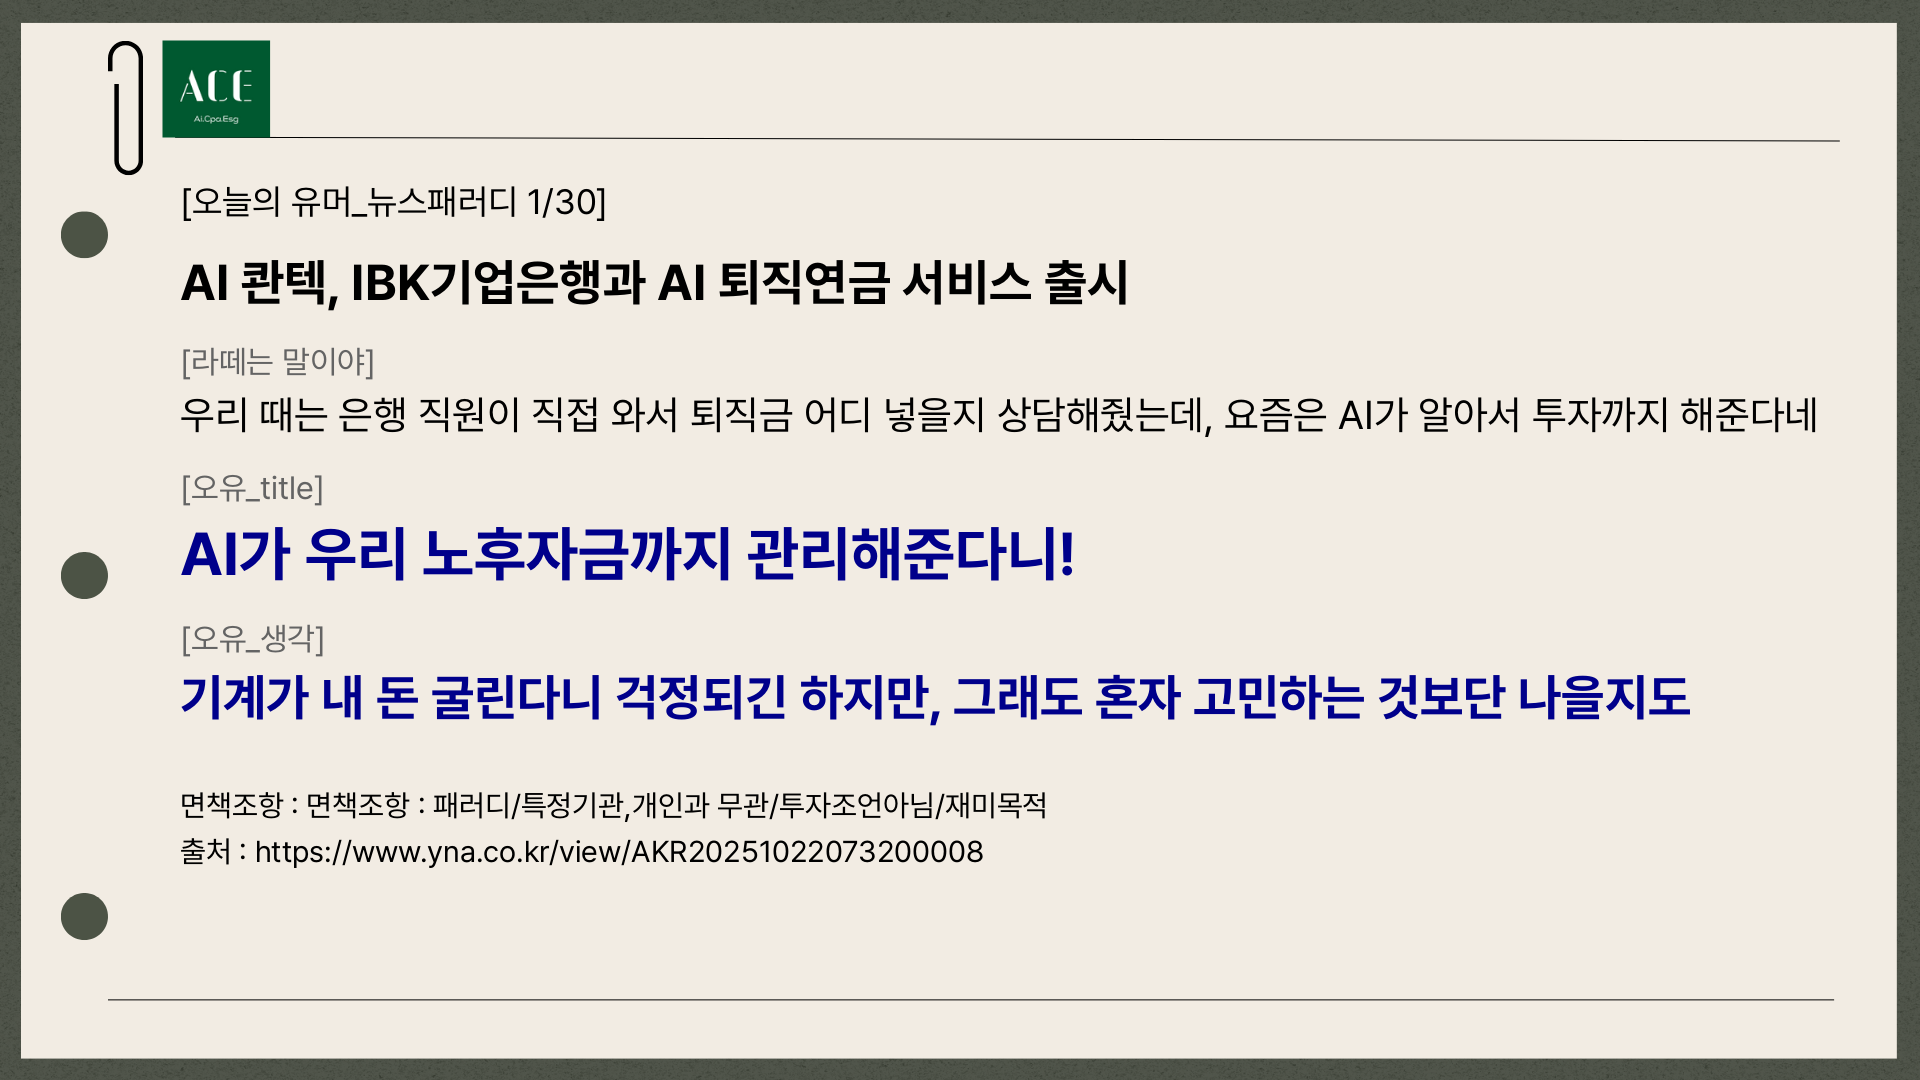 ACE
Ai.Cpa.Esg
[오늘의 유머_뉴스패러디 1/30]
AI 콴텍, IBK기업은행과 AI 퇴직연금 서비스 출시
[라떼는 말이야]
우리 때는 은행 직원이 직접 와서 퇴직금 어디 넣을지 상담해줬는데, 요즘은 AI가 알아서 투자까지 해준다네
[오유_title]
AI가 우리 노후자금까지 관리해준다니!
[오유_생각]
기계가 내 돈 굴린다니 걱정되긴 하지만, 그래도 혼자 고민하는 것보단 나을지도
면책조항 : 면책조항 : 패러디/특정기관,개인과 무관/투자조언아님/재미목적
출처 : https://www.yna.co.kr/view/AKR20251022073200008